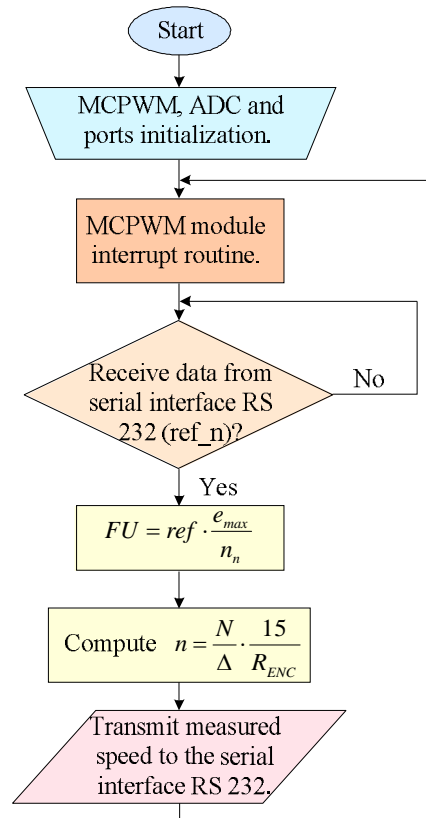 Start
MCPWM, ADC and
ports initialization.
MCPWM module
interrupt routine.
Receive data from
serial interface RS
232 (ref_n)?
No
Yes
FU = ref · e_max / n_n
Compute n = N / Δ · 15 / R_ENC
Transmit measured
speed to the serial
interface RS 232.